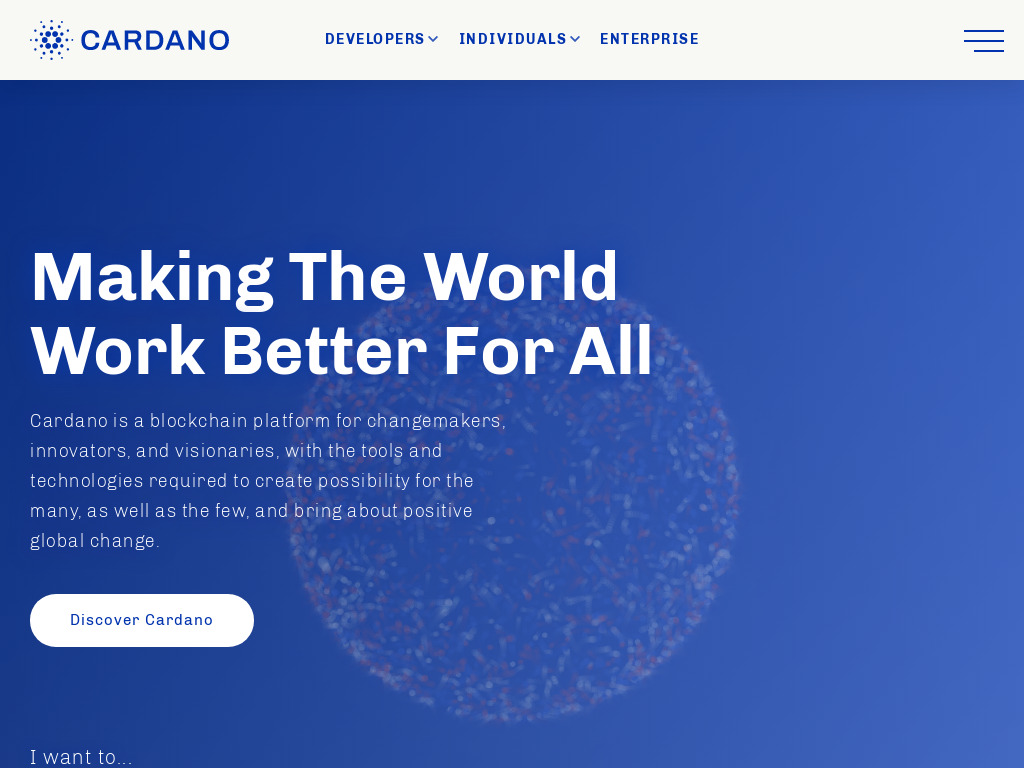 CARDANO
DEVELOPERS
INDIVIDUALS
ENTERPRISE
Making The World
Work Better For All
Cardano is a blockchain platform for changemakers,
innovators, and visionaries, with the tools and
technologies required to create possibility for the
many, as well as the few, and bring about positive
global change.
Discover Cardano
I want to...